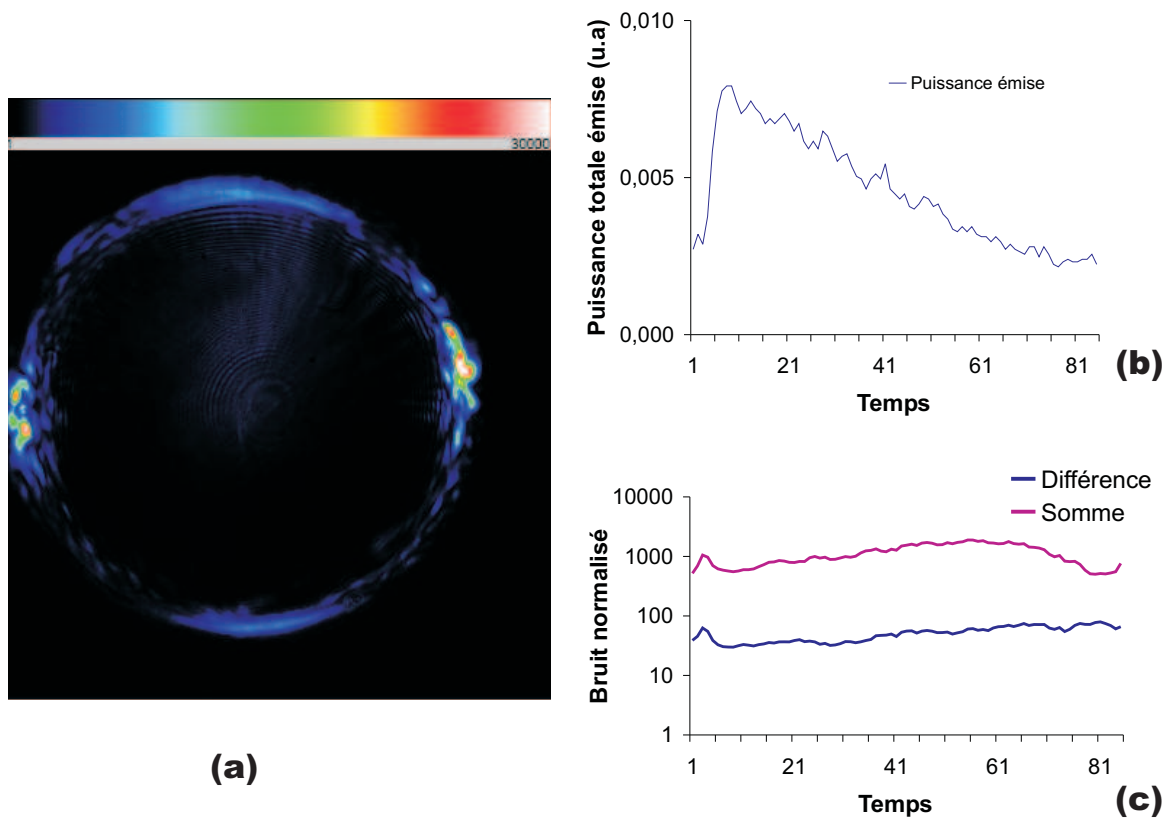 1 30000
(a)
Puissance totale émise (u.a)
0,010
0,005
0,000
Puissance émise
1 21 41 61 81
Temps
(b)
Bruit normalisé
10000
1000
100
10
1
Différence
Somme
1 21 41 61 81
Temps
(c)